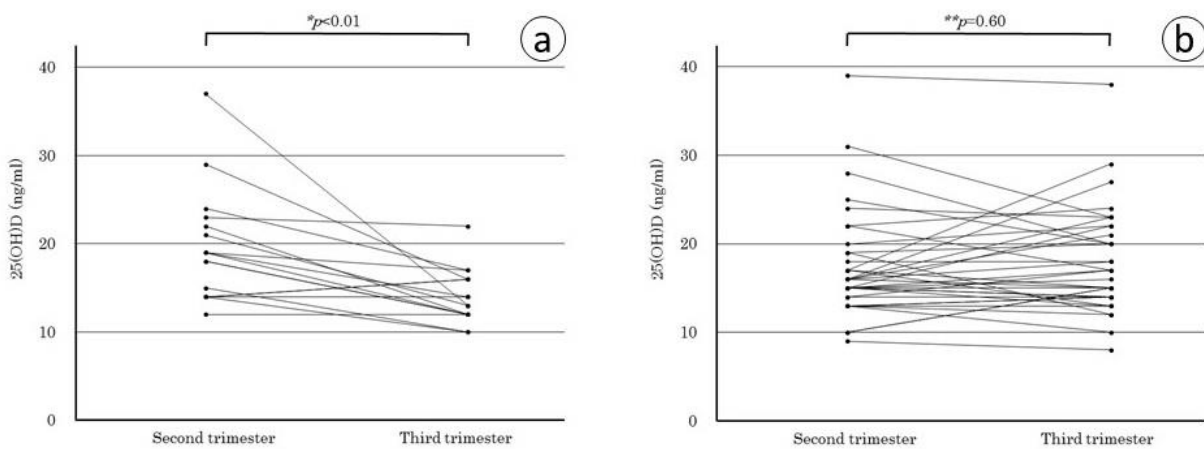 *p<0.01
a
40
30
20
10
0
25(OH)D (ng/ml)
Second trimester
Third trimester
**p=0.60
b
40
30
20
10
0
25(OH)D (ng/ml)
Second trimester
Third trimester